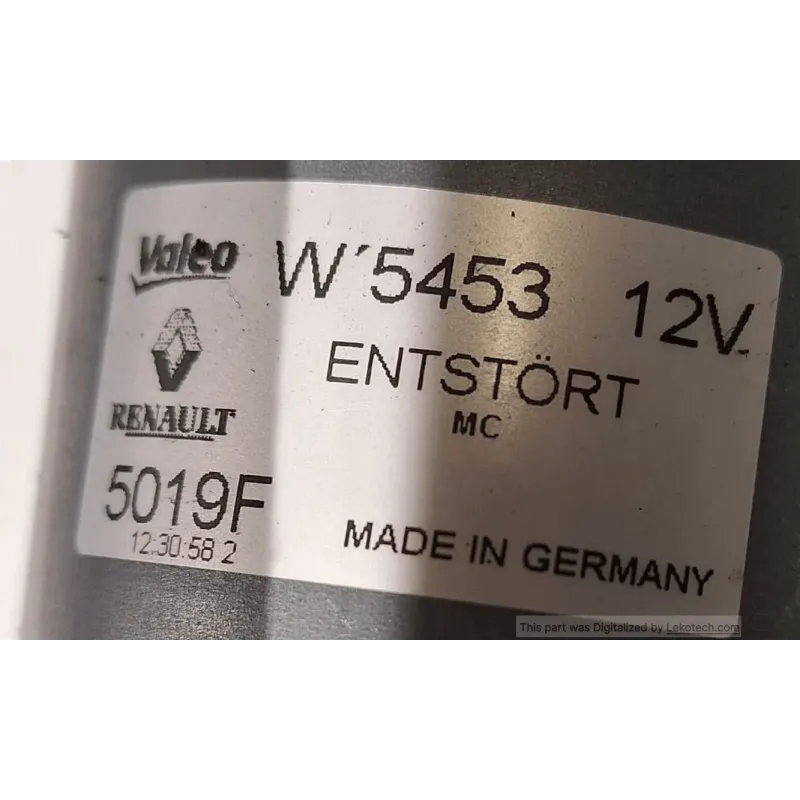 Valeo
W´5453 12V
ENTSTÖRT
MC
RENAULT
5019F
12:30:58 2
MADE IN GERMANY
This part was Digitalized by Lekotech.com